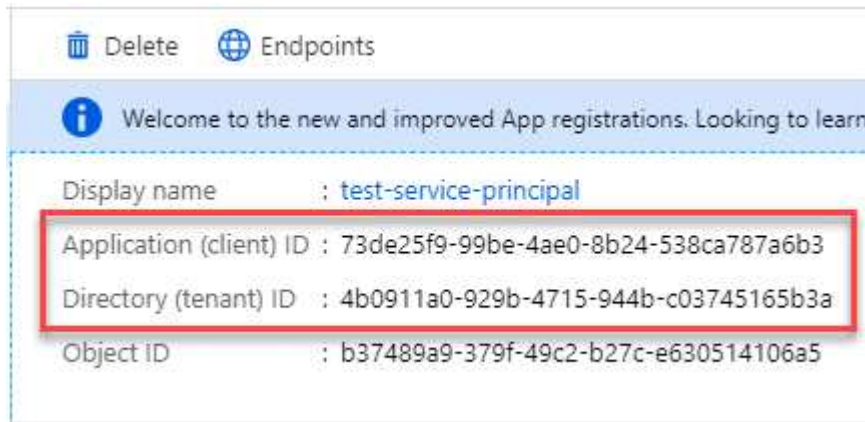 Delete Endpoints
Welcome to the new and improved App registrations. Looking to learn
Display name : test-service-principal
Application (client) ID : 73de25f9-99be-4ae0-8b24-538ca787a6b3
Directory (tenant) ID : 4b0911a0-929b-4715-944b-c03745165b3a
Object ID : b37489a9-379f-49c2-b27c-e630514106a5